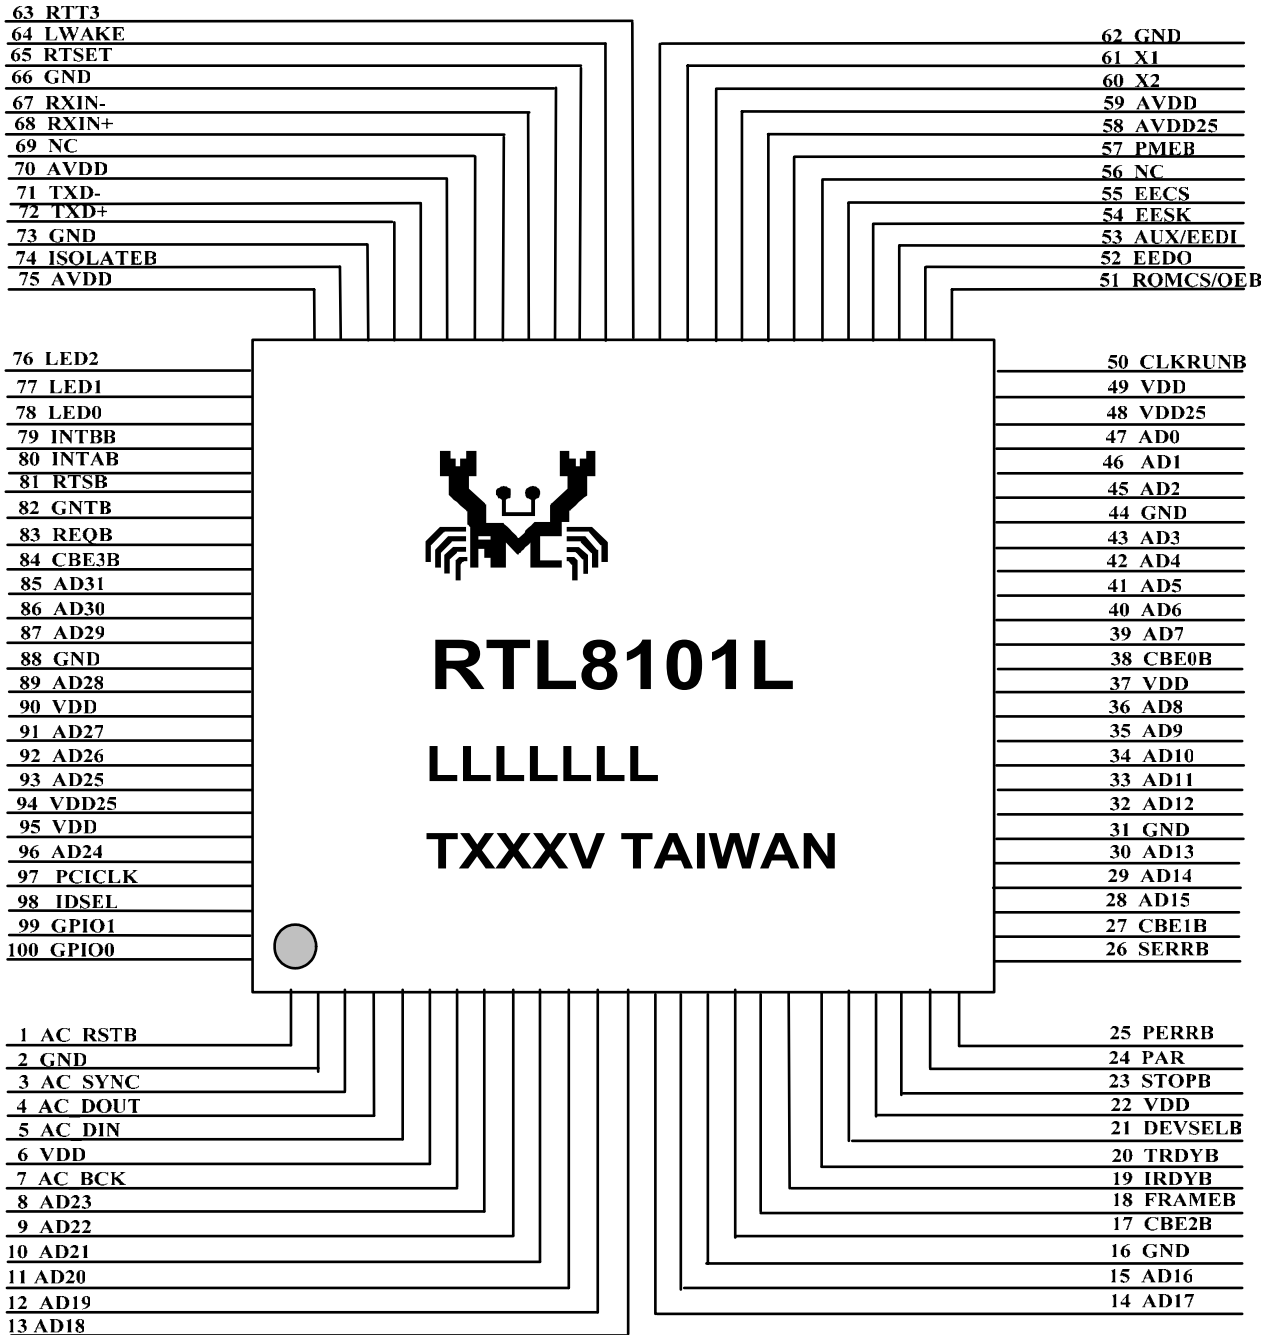 63 RTT3
64 LWAKE
65 RTSET
66 GND
67 RXIN-
68 RXIN+
69 NC
70 AVDD
71 TXD-
72 TXD+
73 GND
74 ISOLATEB
75 AVDD
62 GND
61 X1
60 X2
59 AVDD
58 AVDD25
57 PMEB
56 NC
55 EECS
54 EESK
53 AUX/EEDI
52 EEDO
51 ROMCS/OEB
76 LED2
77 LED1
78 LED0
79 INTBB
80 INTAB
81 RTSB
82 GNTB
83 REQB
84 CBE3B
85 AD31
86 AD30
87 AD29
88 GND
89 AD28
90 VDD
91 AD27
92 AD26
93 AD25
94 VDD25
95 VDD
96 AD24
97 PCICLK
98 IDSEL
99 GPIO1
100 GPIO0
RTL8101L
LLLLLLL
TXXXV TAIWAN
50 CLKRUNB
49 VDD
48 VDD25
47 AD0
46 AD1
45 AD2
44 GND
43 AD3
42 AD4
41 AD5
40 AD6
39 AD7
38 CBE0B
37 VDD
36 AD8
35 AD9
34 AD10
33 AD11
32 AD12
31 GND
30 AD13
29 AD14
28 AD15
27 CBE1B
26 SERRB
1 AC_RSTB
2 GND
3 AC_SYNC
4 AC_DOUT
5 AC_DIN
6 VDD
7 AC_BCK
8 AD23
9 AD22
10 AD21
11 AD20
12 AD19
13 AD18
25 PERRB
24 PAR
23 STOPB
22 VDD
21 DEVSELB
20 TRDYB
19 IRDYB
18 FRAMEB
17 CBE2B
16 GND
15 AD16
14 AD17